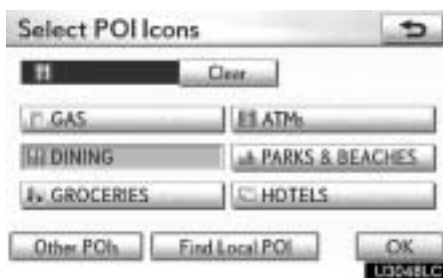 Select POI Icons
Clear
GAS
ATMs
DINING
PARKS & BEACHES
GROCERIES
HOTELS
Other POIs
Find Local POI
OK
U3048LC